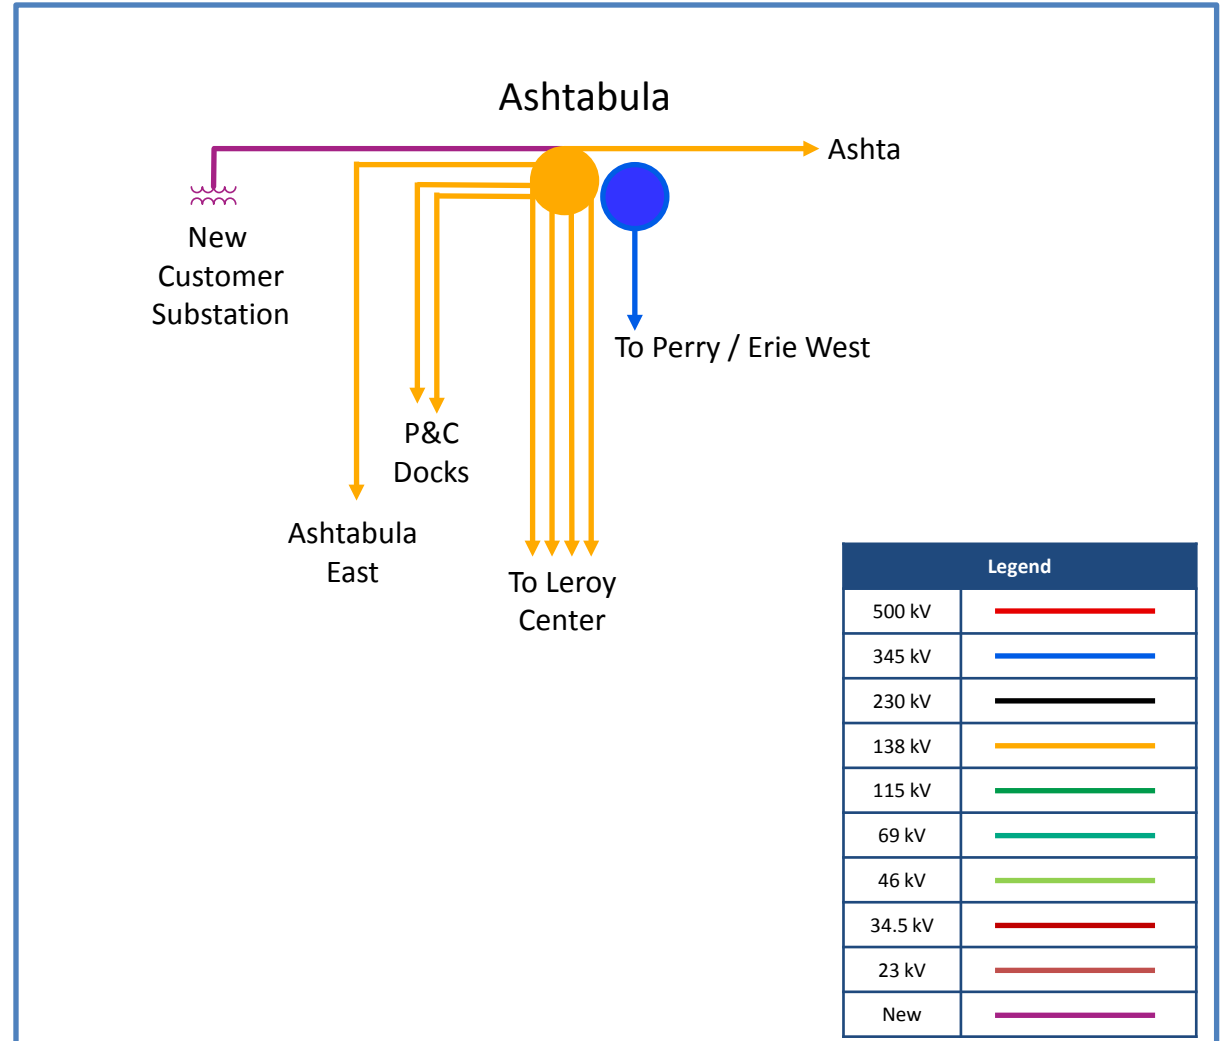 Ashtabula
Ashta
New
Customer
Substation
To Perry / Erie West
P&C
Docks
Ashtabula
East
To Leroy
Center
Legend
500 kV
345 kV
230 kV
138 kV
115 kV
69 kV
46 kV
34.5 kV
23 kV
New